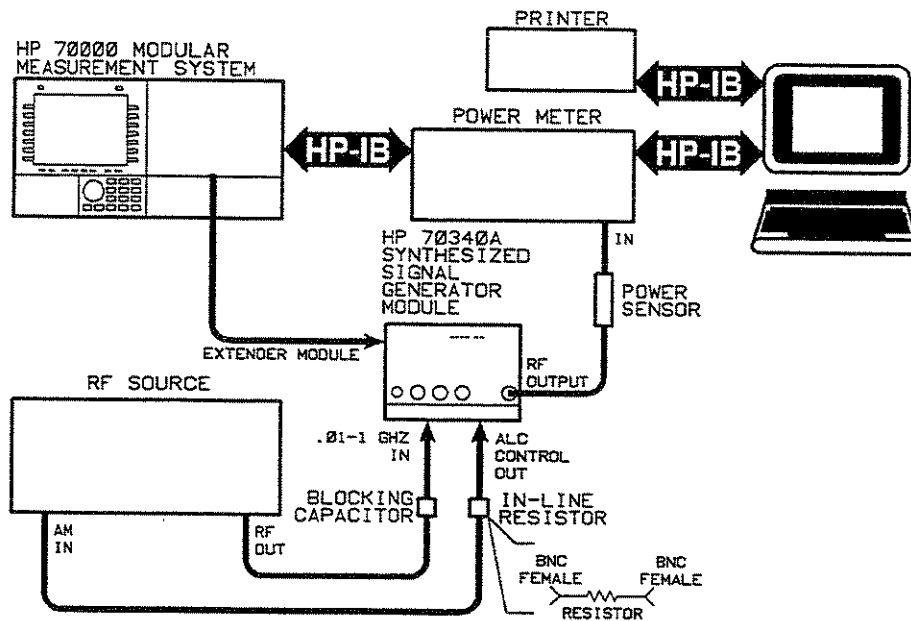 PRINTER
HP 70000 MODULAR
MEASUREMENT SYSTEM
HP-IB
POWER METER
HP-IB
HP-IB
HP 70340A
SYNTHESIZED
SIGNAL
GENERATOR
MODULE
IN
POWER
SENSOR
EXTENDER MODULE
RF
OUTPUT
RF SOURCE
.01-1 GHZ
IN
ALC
CONTROL
OUT
BLOCKING
CAPACITOR
IN-LINE
RESISTOR
AM
IN
RF
OUT
BNC
FEMALE
BNC
FEMALE
RESISTOR